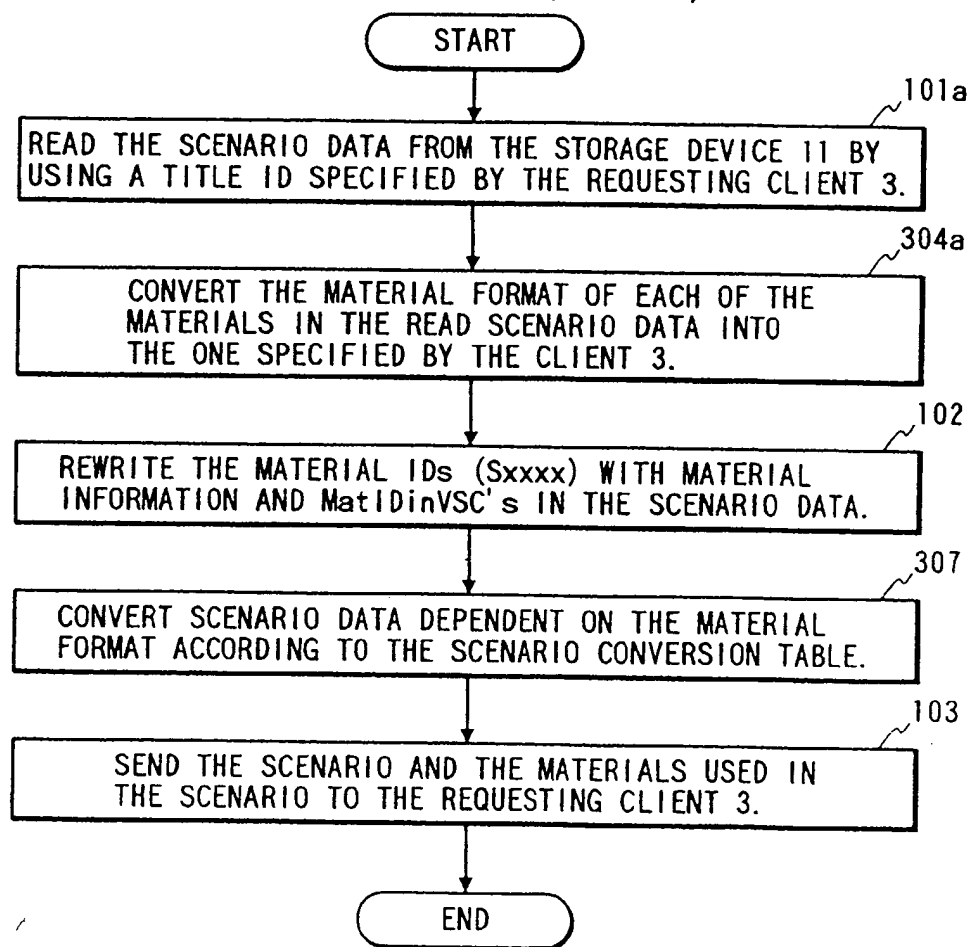 START
101a
READ THE SCENARIO DATA FROM THE STORAGE DEVICE 11 BY
USING A TITLE ID SPECIFIED BY THE REQUESTING CLIENT 3.
304a
CONVERT THE MATERIAL FORMAT OF EACH OF THE
MATERIALS IN THE READ SCENARIO DATA INTO
THE ONE SPECIFIED BY THE CLIENT 3.
102
REWRITE THE MATERIAL IDs (Sxxxx) WITH MATERIAL
INFORMATION AND MatIDinVSC's IN THE SCENARIO DATA.
307
CONVERT SCENARIO DATA DEPENDENT ON THE MATERIAL
FORMAT ACCORDING TO THE SCENARIO CONVERSION TABLE.
103
SEND THE SCENARIO AND THE MATERIALS USED IN
THE SCENARIO TO THE REQUESTING CLIENT 3.
END